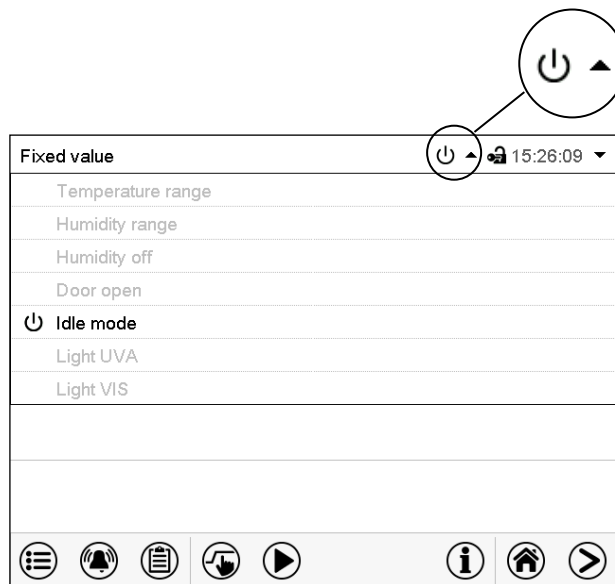 Fixed value 15:26:09
Temperature range
Humidity range
Humidity off
Door open
Idle mode
Light UVA
Light VIS